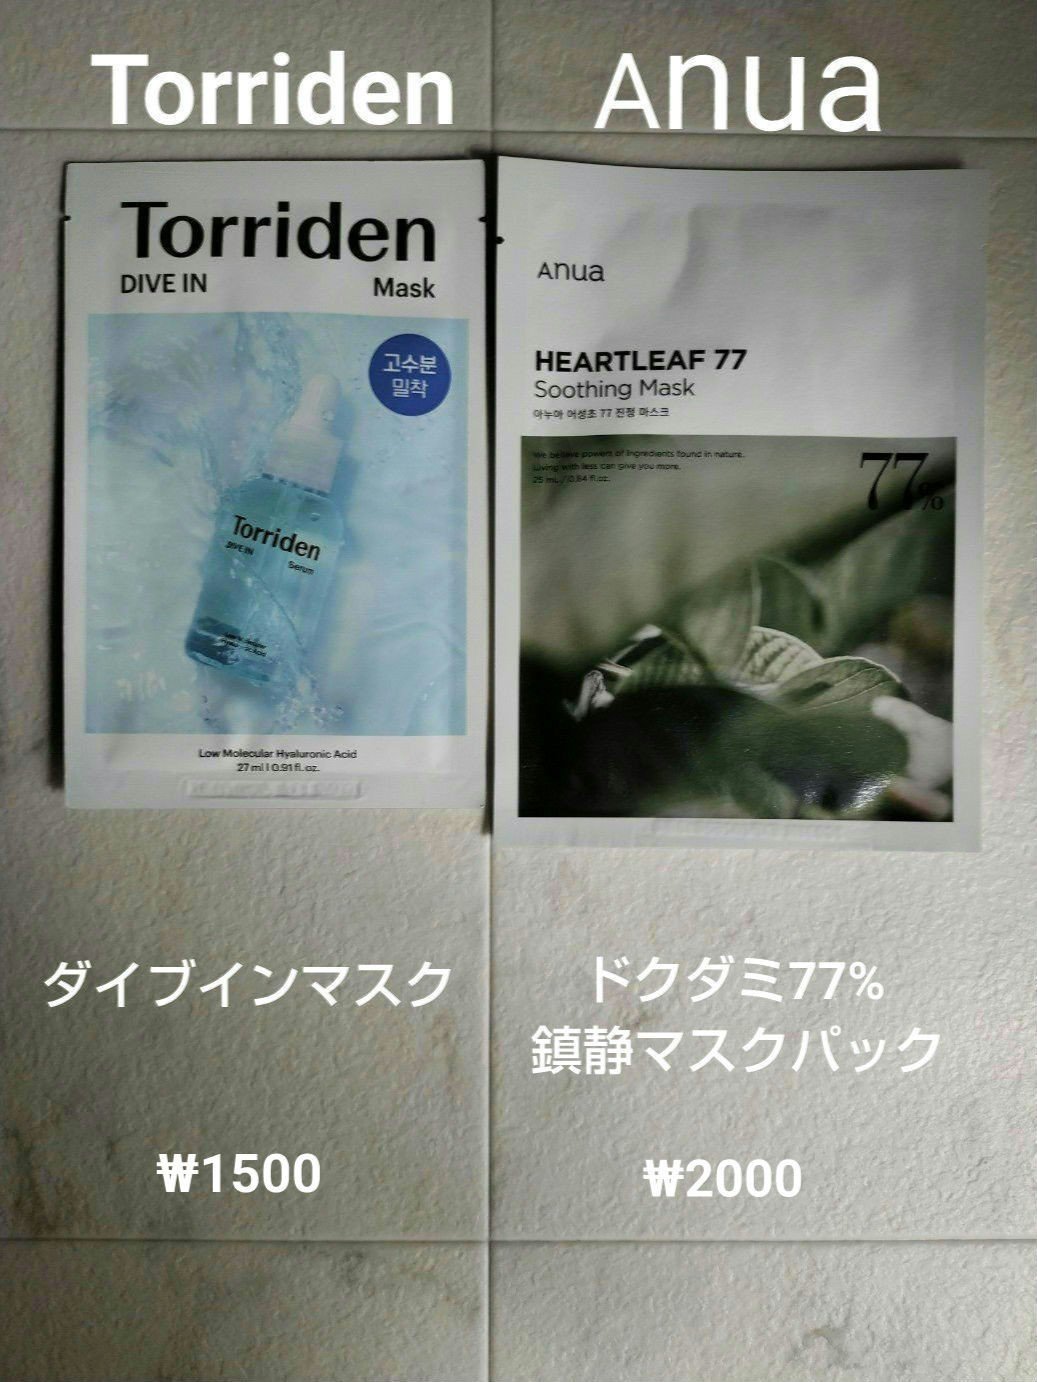 Torriden
Anua
Torriden
DIVE IN Mask
고수분
밀착
Torriden
DIVE IN
Serum
Low Molecular Hyaluronic Acid
27 ml | 0.91 fl. oz.
Anua
HEARTLEAF 77
Soothing Mask
아누아 어성초 77 진정 마스크
We believe powers of ingredients found in nature.
Living with less can give you more.
25 mL / 0.84 fl.oz.
77%
ダイブインマスク
₩1500
ドクダミ77%
鎮静マスクパック
₩2000